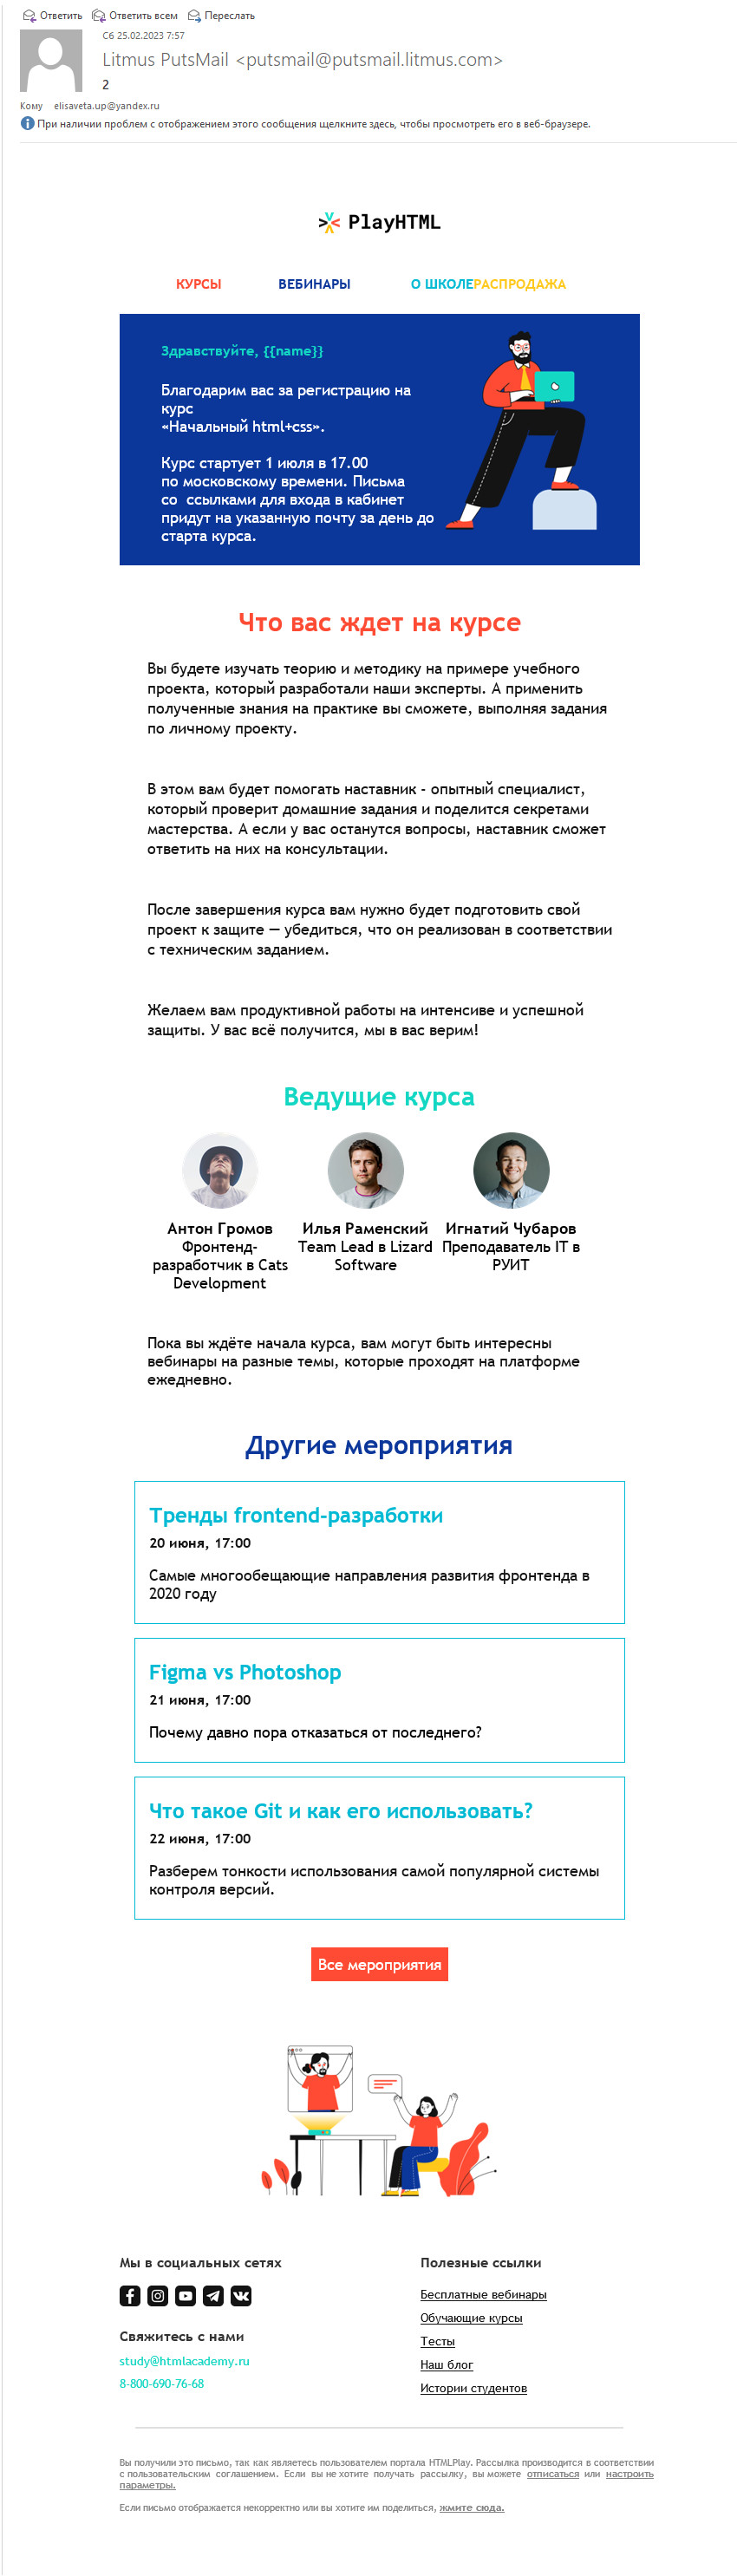 Ответить Ответить всем Переслать
Сб 25.02.2023 7:57
Litmus PutsMail <putsmail@putsmail.litmus.com>
2
Кому elisaveta.up@yandex.ru
При наличии проблем с отображением этого сообщения щелкните здесь, чтобы просмотреть его в веб-браузере.
PlayHTML
КУРСЫ ВЕБИНАРЫ О ШКОЛЕ РАСПРОДАЖА
Здравствуйте, {{name}}
Благодарим вас за регистрацию на
курс
«Начальный html+css».
Курс стартует 1 июля в 17.00
по московскому времени. Письма
со ссылками для входа в кабинет
придут на указанную почту за день до
старта курса.
Что вас ждет на курсе
Вы будете изучать теорию и методику на примере учебного
проекта, который разработали наши эксперты. А применить
полученные знания на практике вы сможете, выполняя задания
по личному проекту.
В этом вам будет помогать наставник - опытный специалист,
который проверит домашние задания и поделится секретами
мастерства. А если у вас останутся вопросы, наставник сможет
ответить на них на консультации.
После завершения курса вам нужно будет подготовить свой
проект к защите — убедиться, что он реализован в соответствии
с техническим заданием.
Желаем вам продуктивной работы на интенсиве и успешной
защиты. У вас всё получится, мы в вас верим!
Ведущие курса
Антон Громов
Фронтенд-
разработчик в Cats
Development
Илья Раменский
Team Lead в Lizard
Software
Игнатий Чубаров
Преподаватель IT в
РУИТ
Пока вы ждёте начала курса, вам могут быть интересны
вебинары на разные темы, которые проходят на платформе
ежедневно.
Другие мероприятия
Тренды frontend-разработки
20 июня, 17:00
Самые многообещающие направления развития фронтенда в
2020 году
Figma vs Photoshop
21 июня, 17:00
Почему давно пора отказаться от последнего?
Что такое Git и как его использовать?
22 июня, 17:00
Разберем тонкости использования самой популярной системы
контроля версий.
Все мероприятия
Мы в социальных сетях
Свяжитесь с нами
study@htmlacademy.ru
8-800-690-76-68
Полезные ссылки
Бесплатные вебинары
Обучающие курсы
Тесты
Наш блог
Истории студентов
Вы получили это письмо, так как являетесь пользователем портала HTMLPlay. Рассылка производится в соответствии
с пользовательским соглашением. Если вы не хотите получать рассылку, вы можете отписаться или настроить
параметры.
Если письмо отображается некорректно или вы хотите им поделиться, жмите сюда.